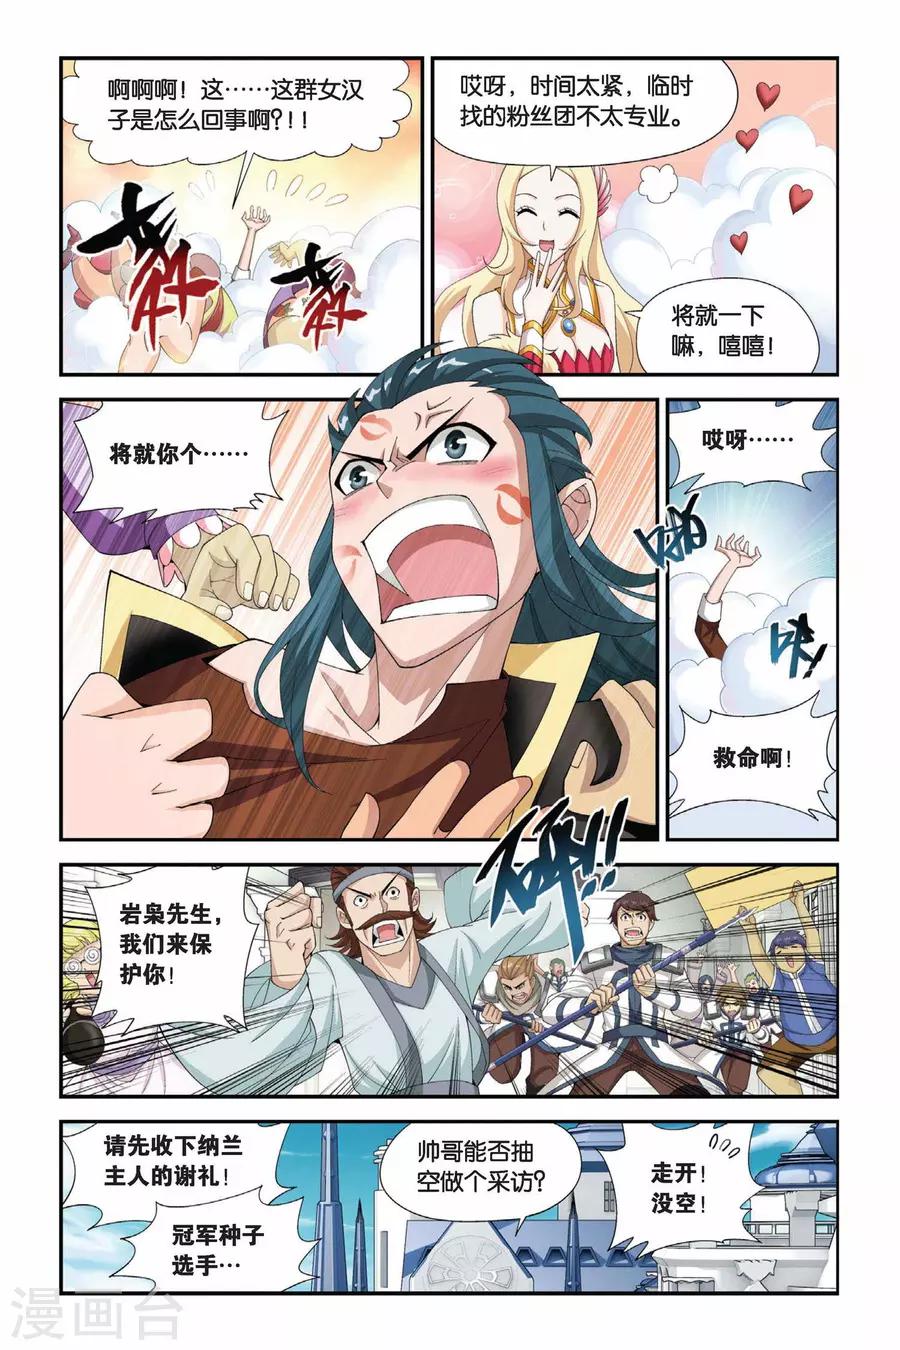 啊啊啊！这……这群女汉
子是怎么回事啊？！！
哎呀，时间太紧，临时
找的粉丝团不太专业。
将就一下
嘛，嘻嘻！
将就你个……
哎呀……
啪
咔！
救命啊！
岩枭先生，
我们来保
护你！
请先收下纳兰
主人的谢礼！
冠军种子
选手…
帅哥能否抽
空做个采访？
走开！
没空！
漫画台